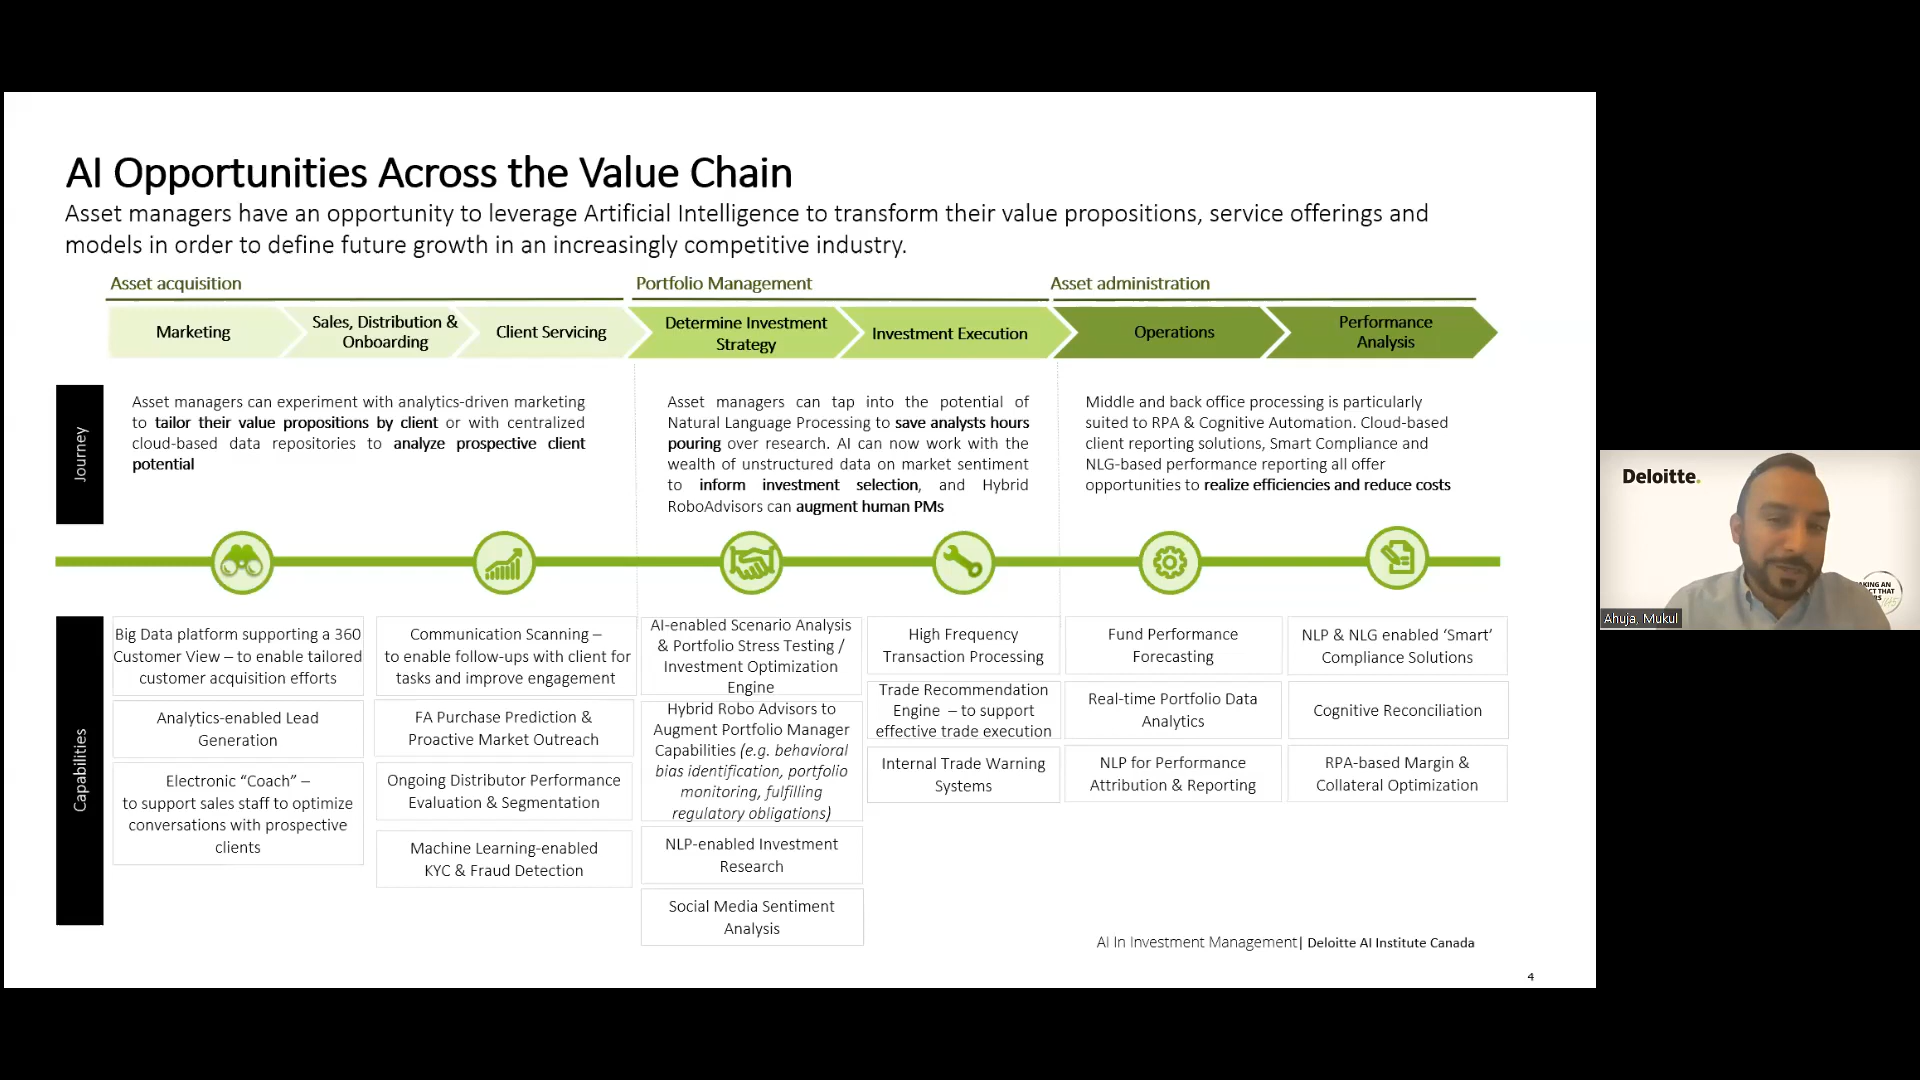 AI Opportunities Across the Value Chain
Asset managers have an opportunity to leverage Artificial Intelligence to transform their value propositions, service offerings and
models in order to define future growth in an increasingly competitive industry.
Asset acquisition
Portfolio Management
Asset administration
Marketing
Sales, Distribution &
Onboarding
Client Servicing
Determine Investment
Strategy
Investment Execution
Operations
Performance
Analysis
Journey
Asset managers can experiment with analytics-driven marketing
to tailor their value propositions by client or with centralized
cloud-based data repositories to analyze prospective client
potential
Asset managers can tap into the potential of
Natural Language Processing to save analysts hours
pouring over research. AI can now work with the
wealth of unstructured data on market sentiment
to inform investment selection, and Hybrid
RoboAdvisors can augment human PMs
Middle and back office processing is particularly
suited to RPA & Cognitive Automation. Cloud-based
client reporting solutions, Smart Compliance and
NLG-based performance reporting all offer
opportunities to realize efficiencies and reduce costs
Capabilities
Big Data platform supporting a 360
Customer View – to enable tailored
customer acquisition efforts
Analytics-enabled Lead
Generation
Electronic “Coach” –
to support sales staff to optimize
conversations with prospective
clients
Communication Scanning –
to enable follow-ups with client for
tasks and improve engagement
FA Purchase Prediction &
Proactive Market Outreach
Ongoing Distributor Performance
Evaluation & Segmentation
Machine Learning-enabled
KYC & Fraud Detection
AI-enabled Scenario Analysis
& Portfolio Stress Testing /
Investment Optimization
Engine
Hybrid Robo Advisors to
Augment Portfolio Manager
Capabilities (e.g. behavioral
bias identification, portfolio
monitoring, fulfilling
regulatory obligations)
NLP-enabled Investment
Research
Social Media Sentiment
Analysis
High Frequency
Transaction Processing
Trade Recommendation
Engine – to support
effective trade execution
Internal Trade Warning
Systems
Fund Performance
Forecasting
Real-time Portfolio Data
Analytics
NLP for Performance
Attribution & Reporting
NLP & NLG enabled ‘Smart’
Compliance Solutions
Cognitive Reconciliation
RPA-based Margin &
Collateral Optimization
AI In Investment Management| Deloitte AI Institute Canada
4
Deloitte.
Ahuja, Mukul